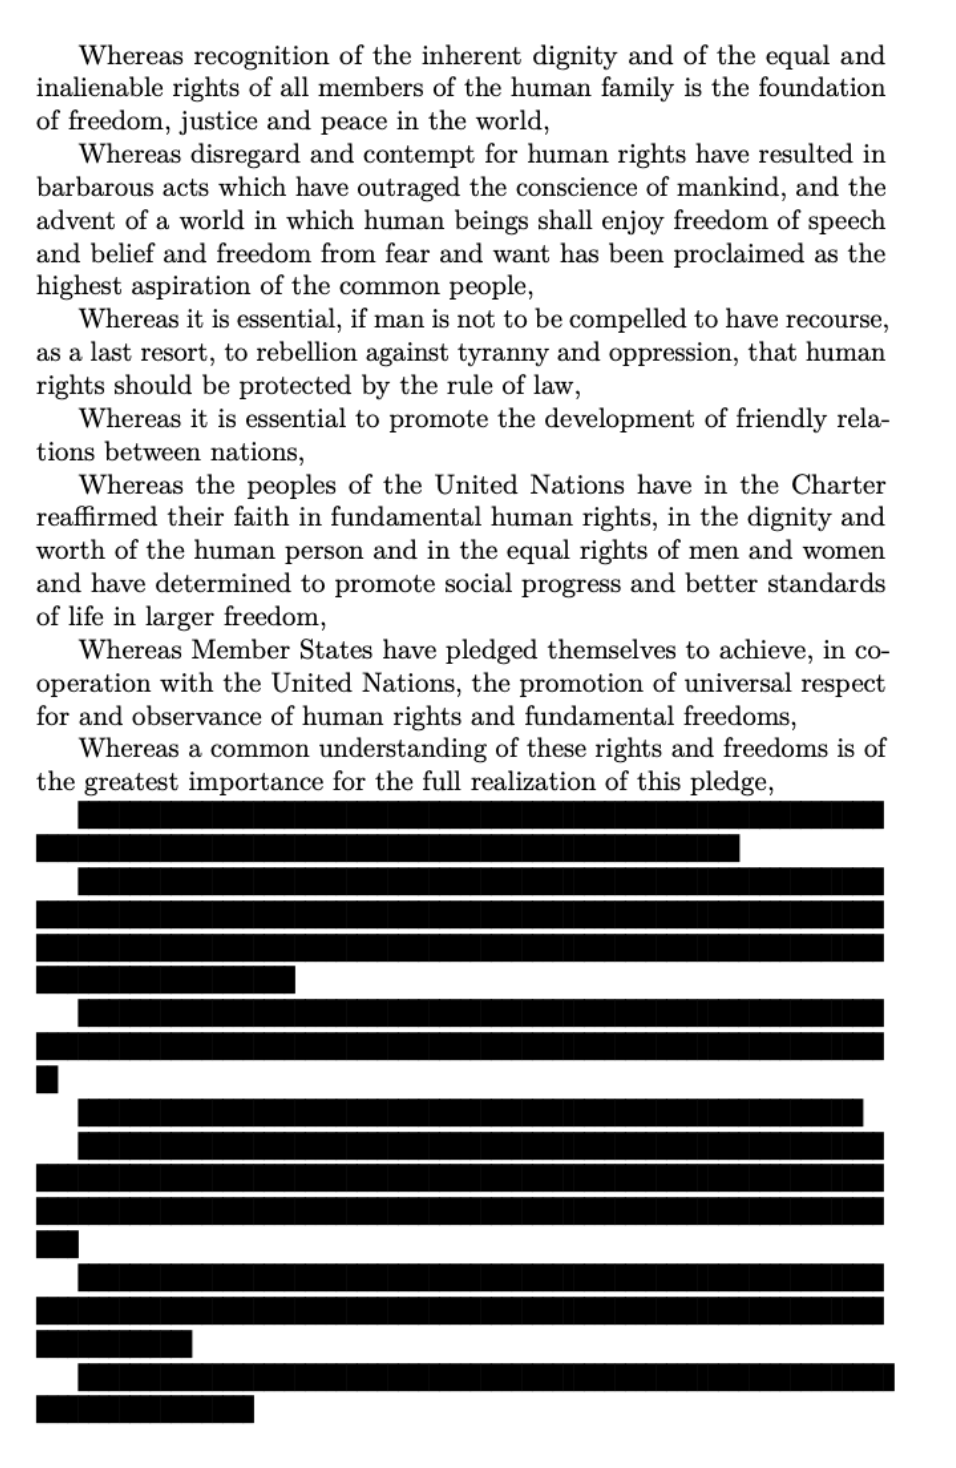 Whereas recognition of the inherent dignity and of the equal and
inalienable rights of all members of the human family is the foundation
of freedom, justice and peace in the world,
Whereas disregard and contempt for human rights have resulted in
barbarous acts which have outraged the conscience of mankind, and the
advent of a world in which human beings shall enjoy freedom of speech
and belief and freedom from fear and want has been proclaimed as the
highest aspiration of the common people,
Whereas it is essential, if man is not to be compelled to have recourse,
as a last resort, to rebellion against tyranny and oppression, that human
rights should be protected by the rule of law,
Whereas it is essential to promote the development of friendly rela-
tions between nations,
Whereas the peoples of the United Nations have in the Charter
reaffirmed their faith in fundamental human rights, in the dignity and
worth of the human person and in the equal rights of men and women
and have determined to promote social progress and better standards
of life in larger freedom,
Whereas Member States have pledged themselves to achieve, in co-
operation with the United Nations, the promotion of universal respect
for and observance of human rights and fundamental freedoms,
Whereas a common understanding of these rights and freedoms is of
the greatest importance for the full realization of this pledge,